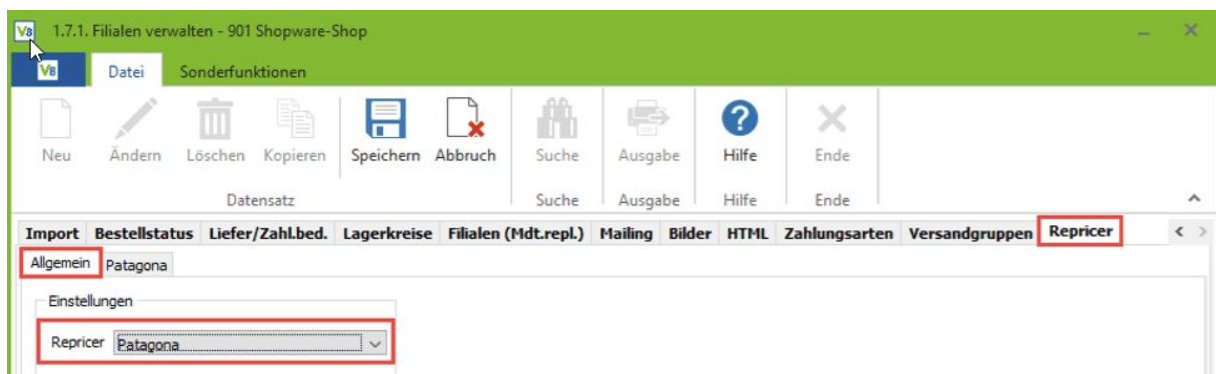 VB 1.7.1. Filialen verwalten - 901 Shopware-Shop
VB Datei Sonderfunktionen
Neu Ändern Löschen Kopieren Speichern Abbruch Suche Ausgabe Hilfe Ende
Datensatz Suche Ausgabe Hilfe Ende
Import Bestellstatus Liefer/Zahl.bed. Lagerkreise Filialen (Mdt.repl.) Mailing Bilder HTML Zahlungsarten Versandgruppen Repricer
Allgemein Patagona
Einstellungen
Repricer Patagona